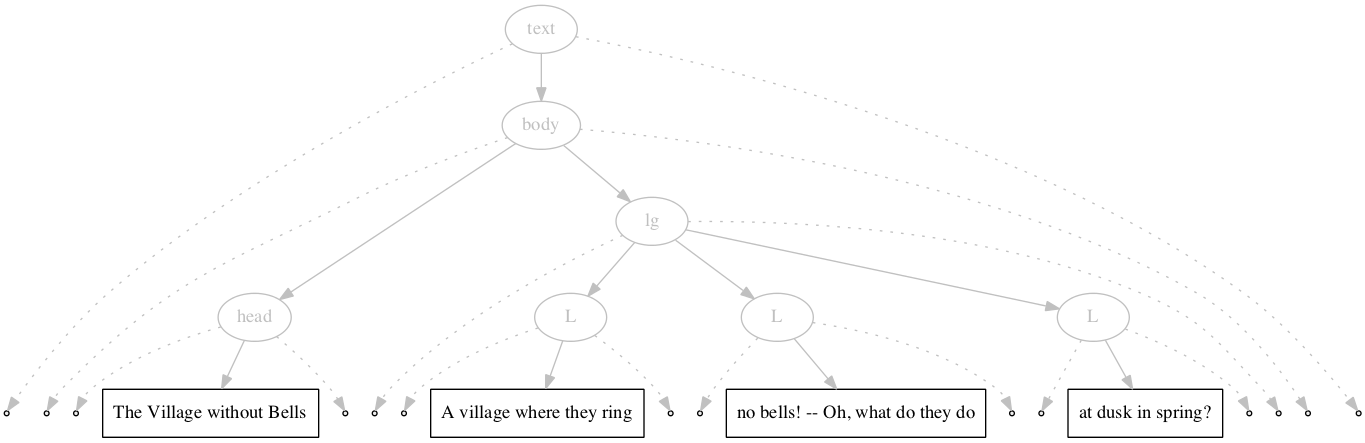 text
body
lg
head
L
L
L
The Village without Bells
A village where they ring
no bells! -- Oh, what do they do
at dusk in spring?